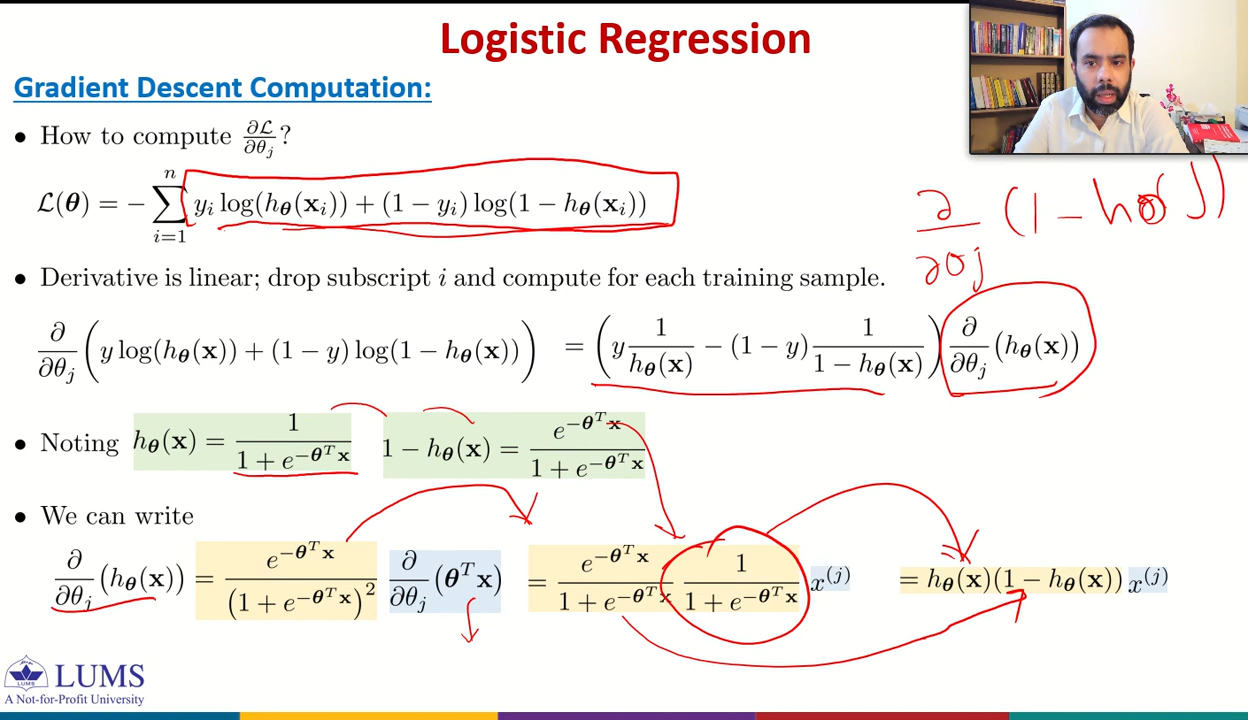 Logistic Regression
Gradient Descent Computation:
• How to compute ∂ℒ/∂θ_j?
ℒ(θ) = −∑_{i=1}^{n} y_i log(h_θ(x_i)) + (1 − y_i) log(1 − h_θ(x_i))
∂/∂θj (1 − hθ( ))
• Derivative is linear; drop subscript i and compute for each training sample.
∂/∂θ_j (y log(h_θ(x)) + (1 − y) log(1 − h_θ(x))) = (y 1/h_θ(x) − (1 − y) 1/(1 − h_θ(x))) ∂/∂θ_j (h_θ(x))
• Noting h_θ(x) = 1/(1 + e^{−θ^T x}) 1 − h_θ(x) = e^{−θ^T x}/(1 + e^{−θ^T x})
• We can write
∂/∂θ_j (h_θ(x)) = e^{−θ^T x}/(1 + e^{−θ^T x})^2 ∂/∂θ_j (θ^T x) = e^{−θ^T x}/(1 + e^{−θ^T x}) 1/(1 + e^{−θ^T x}) x^{(j)} = h_θ(x)(1 − h_θ(x)) x^{(j)}
LUMS
A Not-for-Profit University